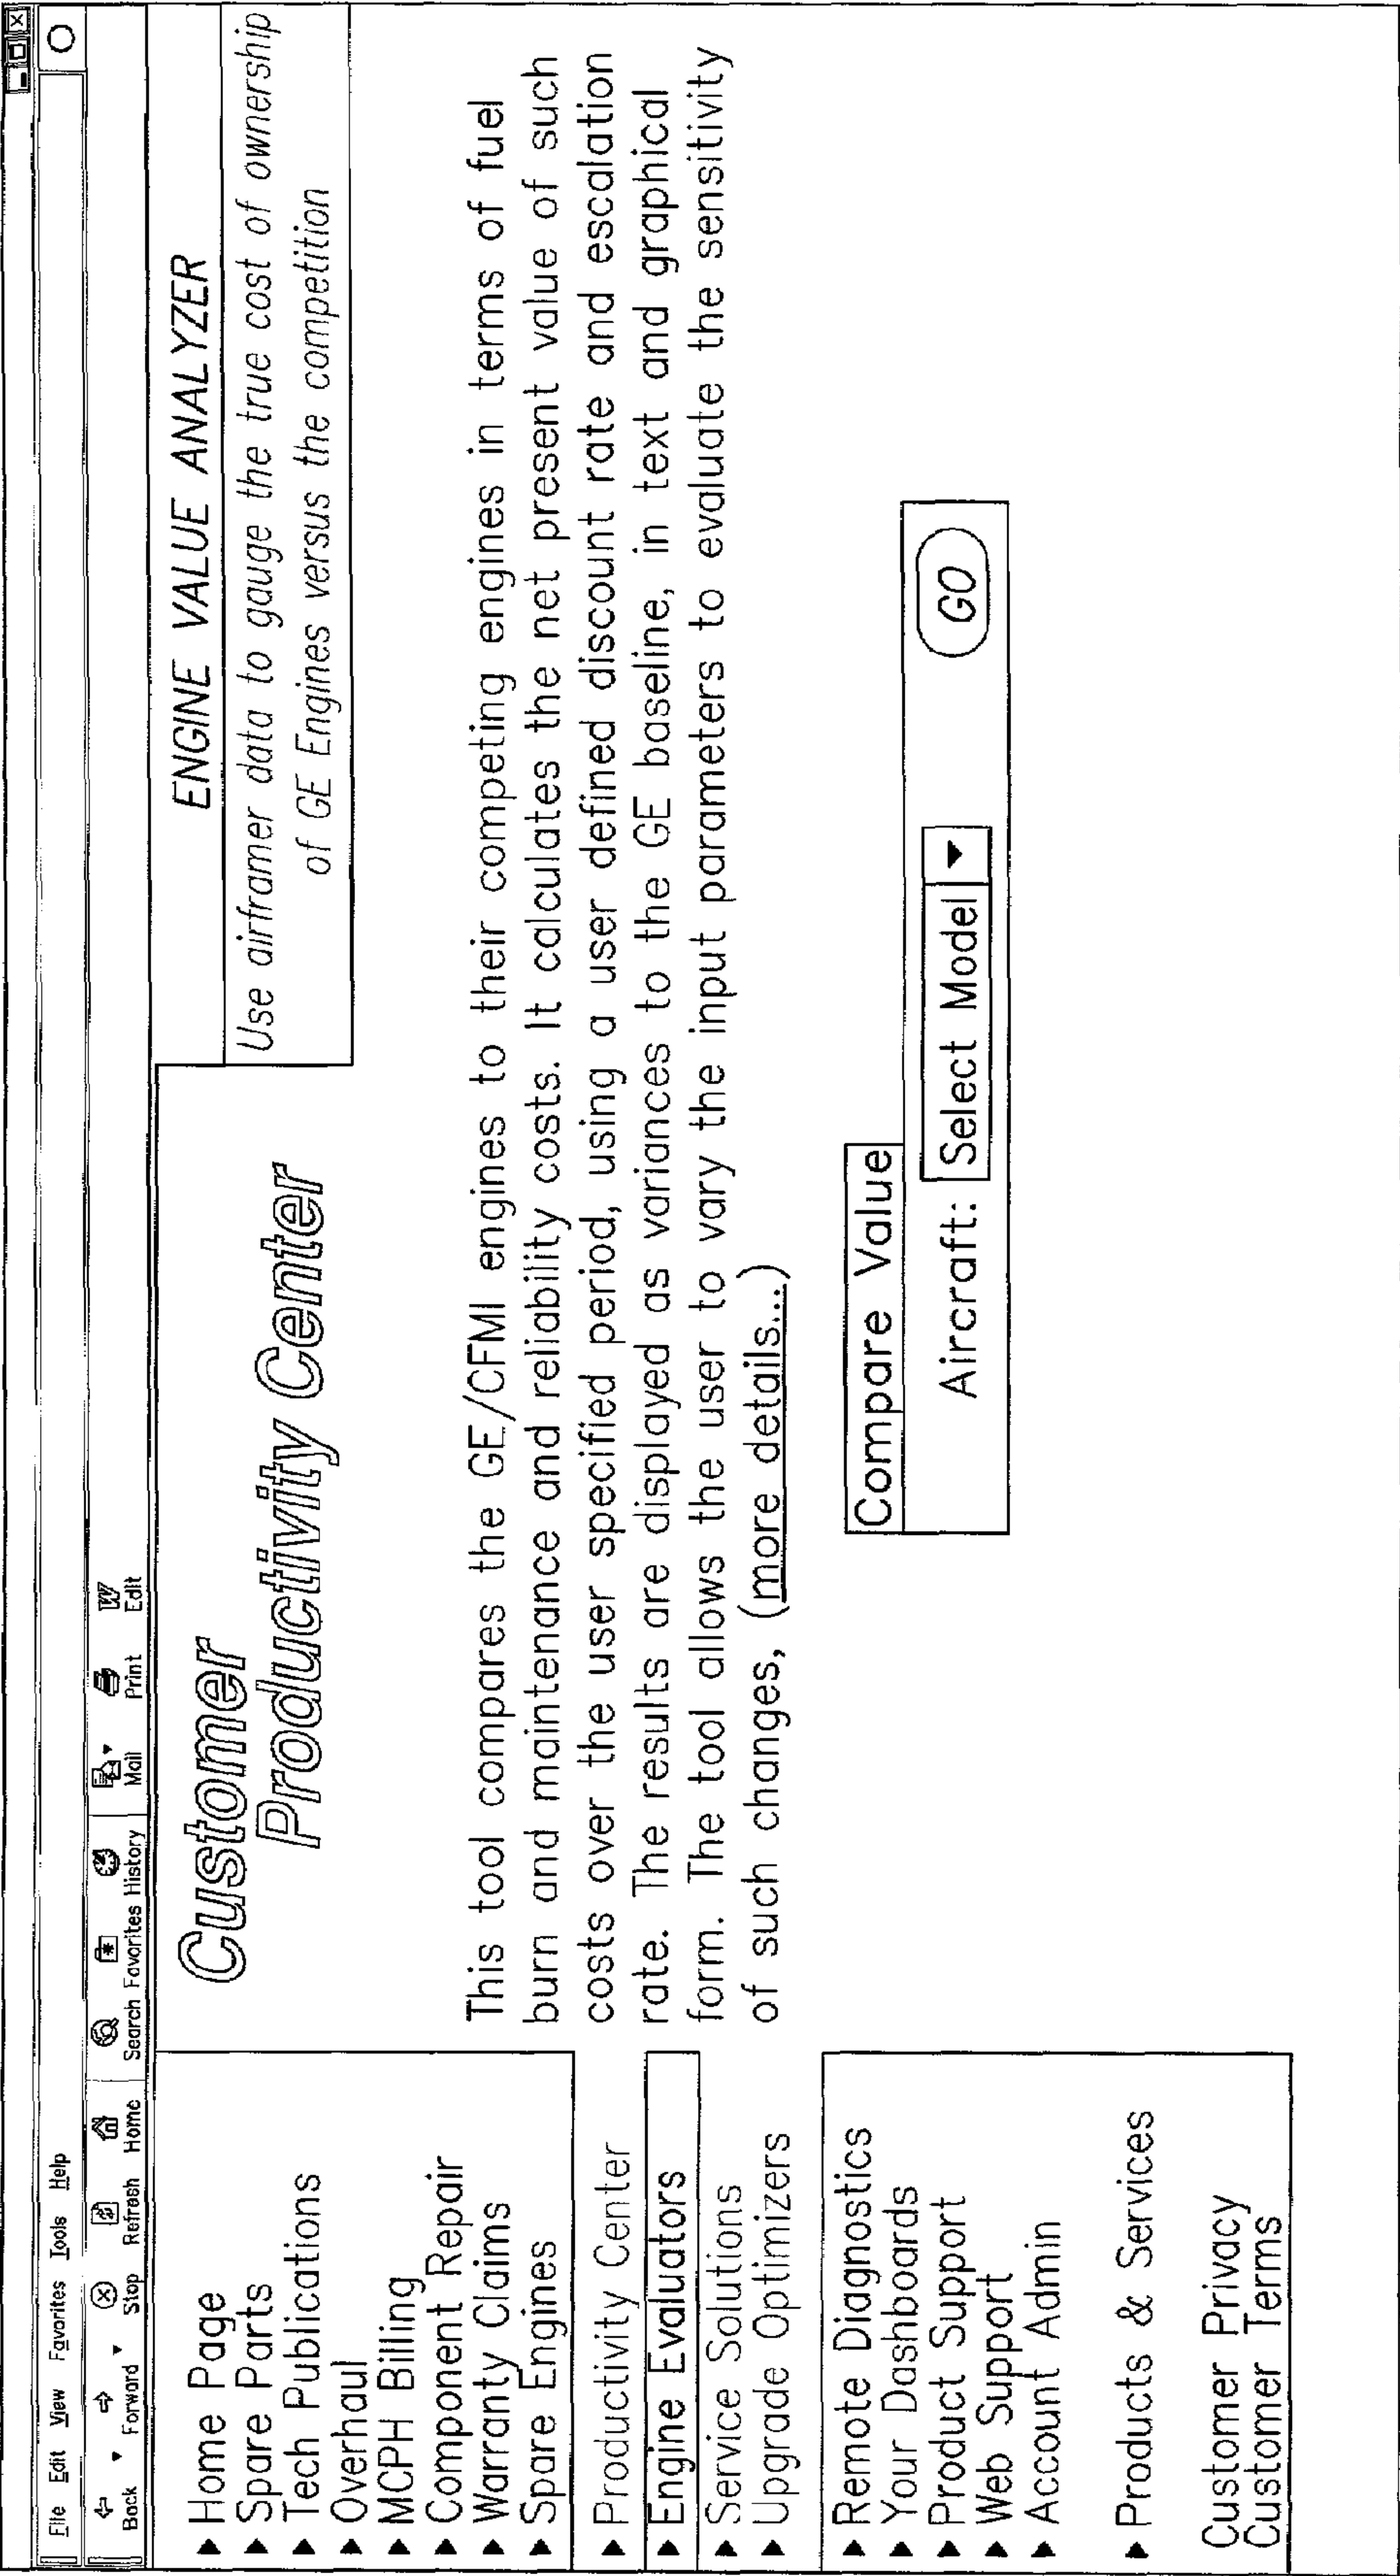 File Edit View Favorites Tools Help
Back Forward Stop Refresh Home Search Favorites History Mail Print Edit
Customer
Productivity Center
ENGINE VALUE ANALYZER
Use airframer data to gauge the true cost of ownership
of GE Engines versus the competition
Home Page
Spare Parts
Tech Publications
Overhaul
MCPH Billing
Component Repair
Warranty Claims
Spare Engines
Productivity Center
Engine Evaluators
Service Solutions
Upgrade Optimizers
Remote Diagnostics
Your Dashboards
Product Support
Web Support
Account Admin
Products & Services
Customer Privacy
Customer Terms
This tool compares the GE/CFMI engines to their competing engines in terms of fuel
burn and maintenance and reliability costs. It calculates the net present value of such
costs over the user specified period, using a user defined discount rate and escalation
rate. The results are displayed as variances to the GE baseline, in text and graphical
form. The tool allows the user to vary the input parameters to evaluate the sensitivity
of such changes, (more details...)
Compare Value
Aircraft: Select Model GO